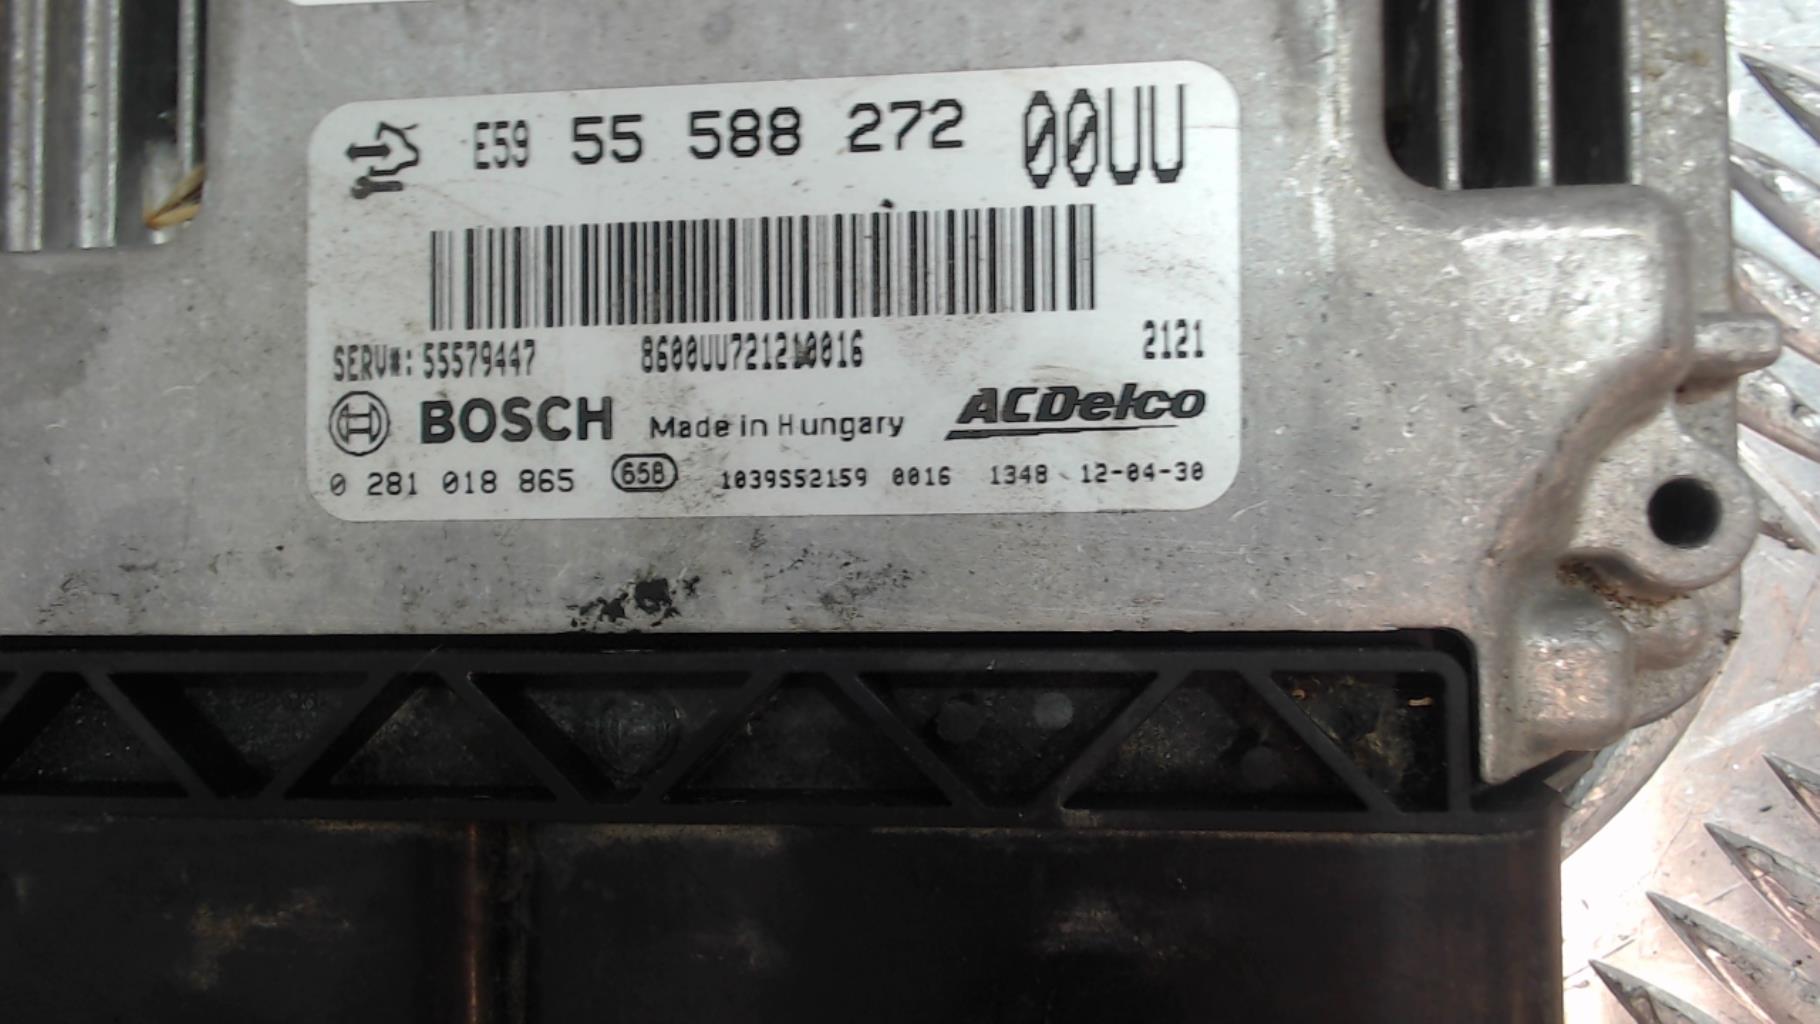 E59 55 588 272 00UU
SERV#: 55579447 8600UU721210016 2121
BOSCH Made in Hungary ACDelco
0 281 018 865 658 1039S52159 0016 1348 12-04-30